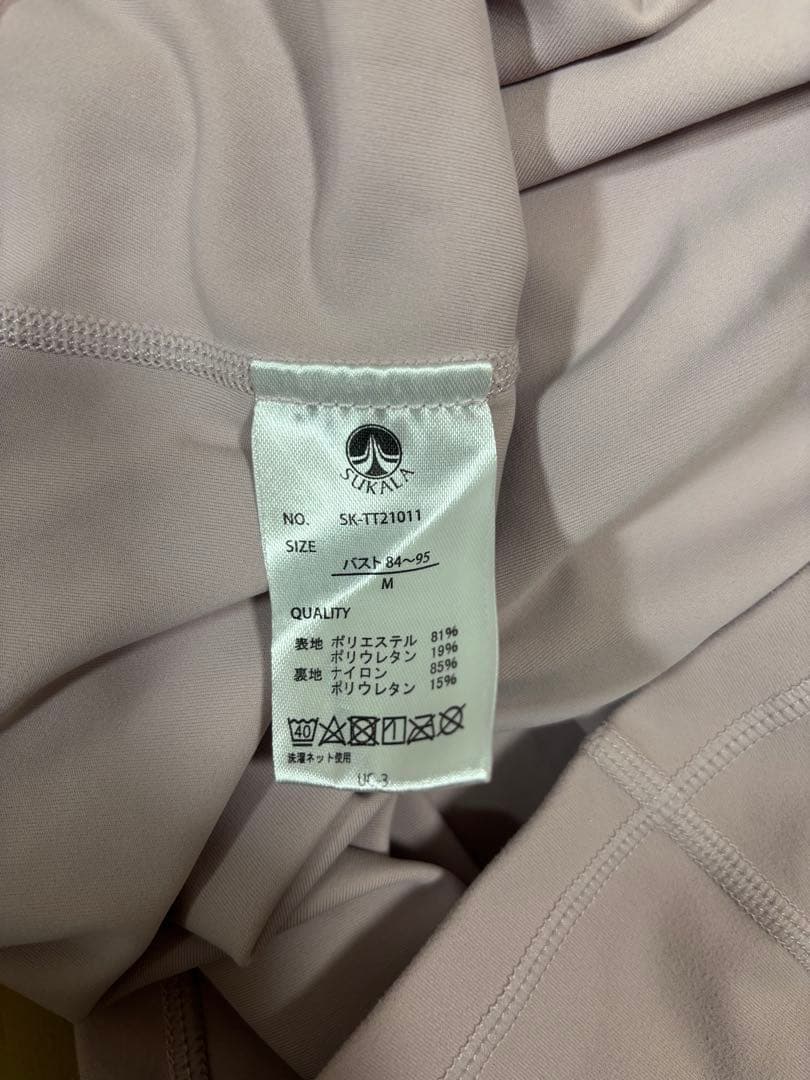 SUKALA
NO. SK-TT21011
SIZE
バスト 84～95
M
QUALITY
表地 ポリエステル 81%
ポリウレタン 19%
裏地 ナイロン 85%
ポリウレタン 15%
40
洗濯ネット使用